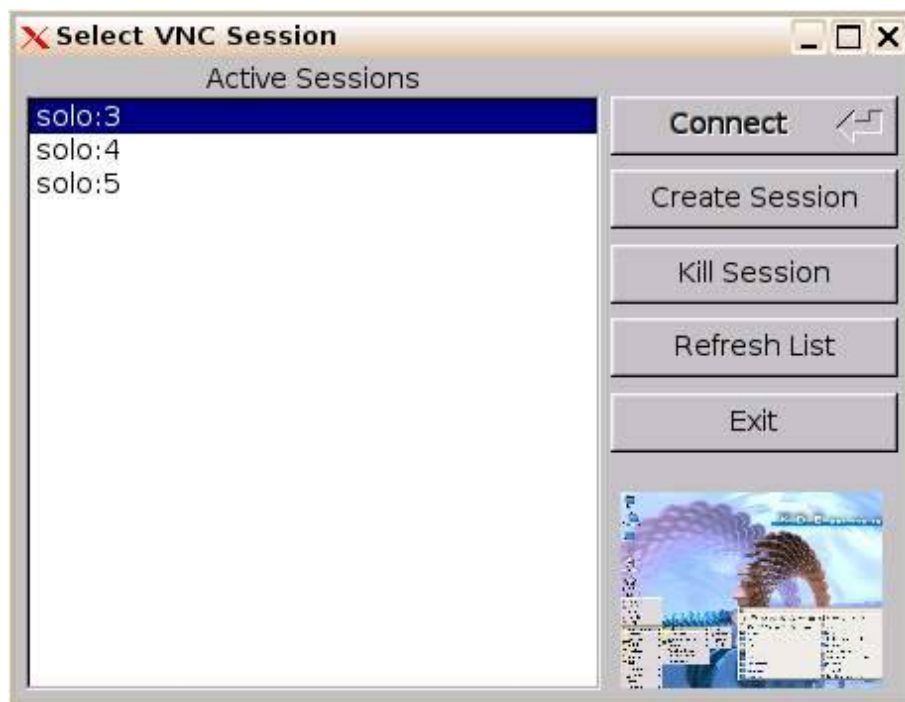 Select VNC Session
Active Sessions
solo:3
solo:4
solo:5
Connect
Create Session
Kill Session
Refresh List
Exit